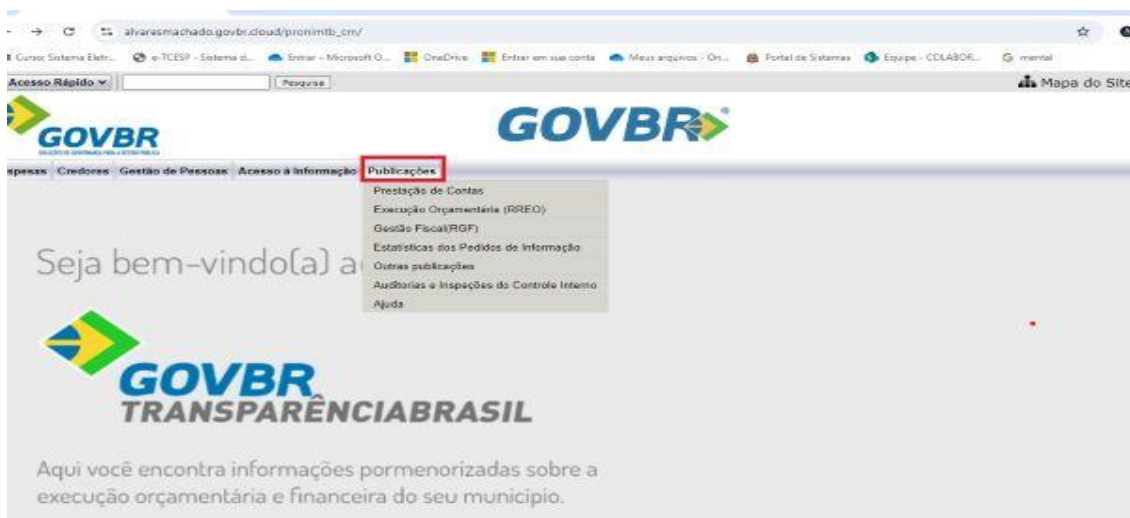 alvaresmachado.govbr.cloud/pronimtb_cm/
Curso: Sistema Eletr... e-TCESP - Sistema d... Entrar - Microsoft O... OneDrive Entrar em sua conta Meus arquivos - On... Portal de Sistemas Equipe - COLABOR... mental
Acesso Rápido Pesquisa Mapa do Site
GOVBR GOVBR
spesas Credores Gestão de Pessoas Acesso à Informação Publicações
Prestação de Contas
Execução Orçamentária (RREO)
Gestão Fiscal(RGF)
Estatísticas dos Pedidos de Informação
Outras publicações
Auditorias e Inspeções do Controle Interno
Ajuda
Seja bem-vindo(a) a
GOVBR
TRANSPARÊNCIABRASIL
Aqui você encontra informações pormenorizadas sobre a
execução orçamentária e financeira do seu município.